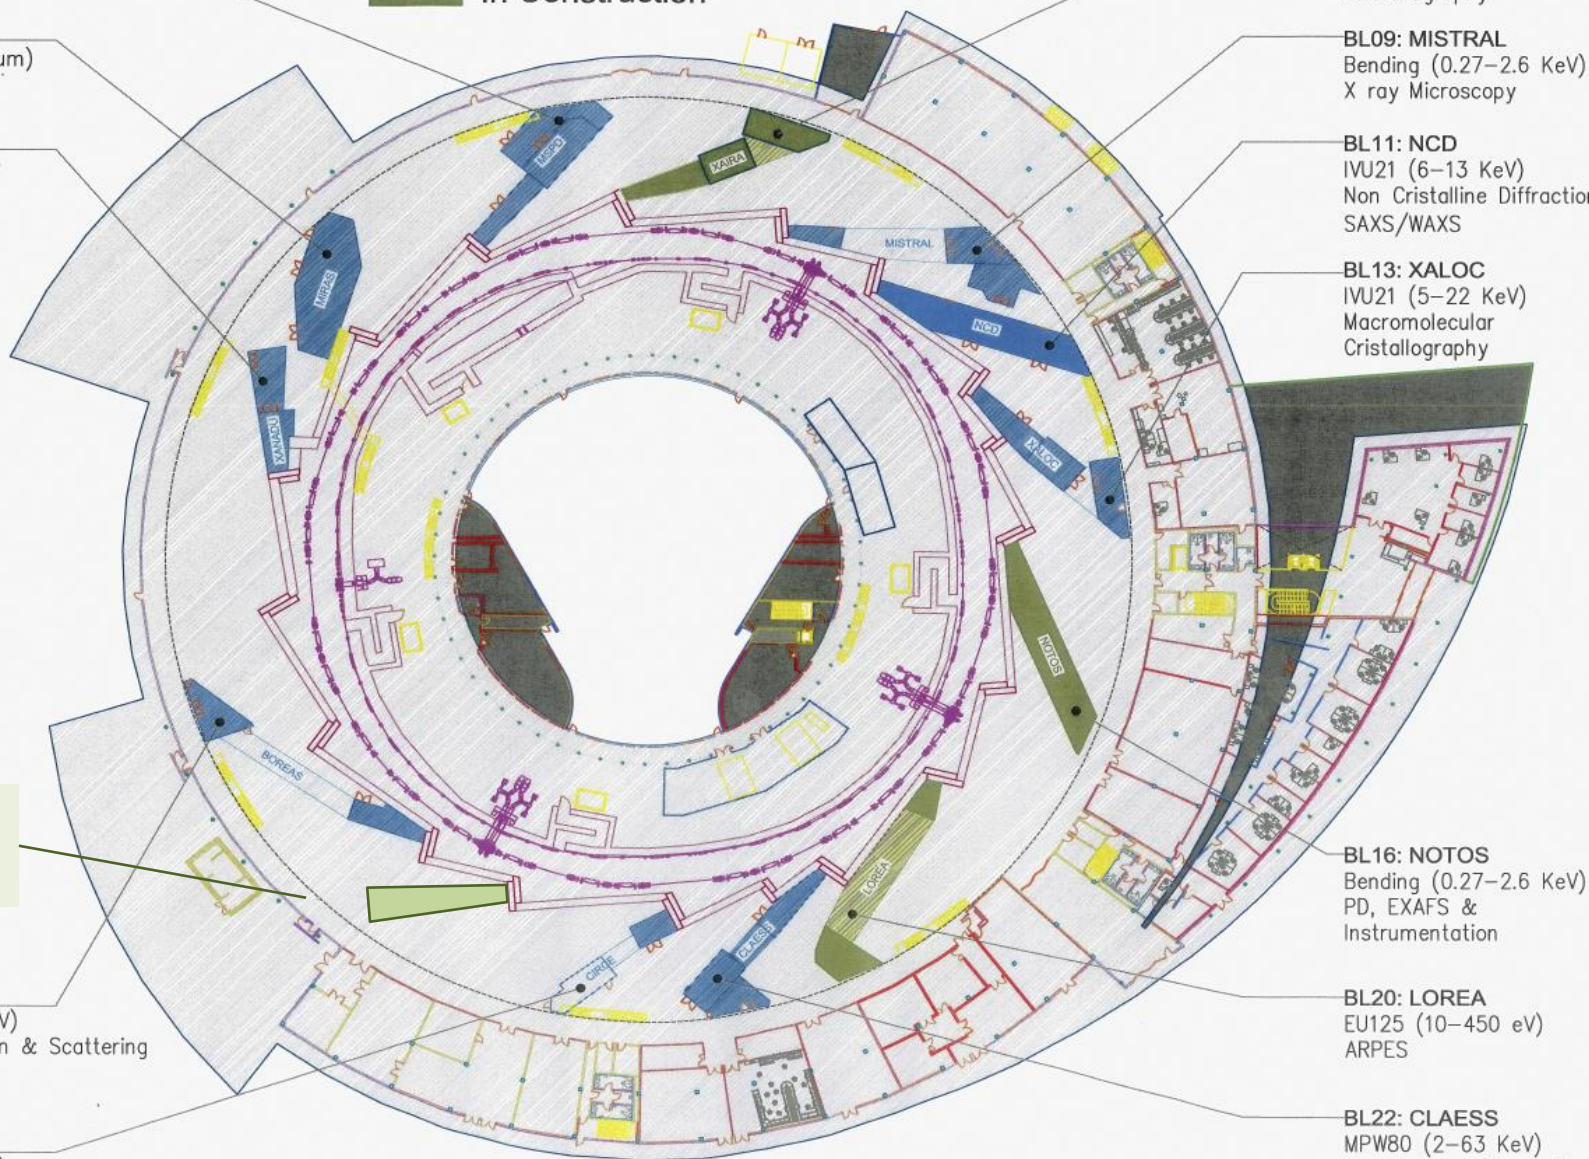 In Construction
um)
BL09: MISTRAL
Bending (0.27–2.6 KeV)
X ray Microscopy
BL11: NCD
IVU21 (6–13 KeV)
Non Cristalline Diffraction
SAXS/WAXS
BL13: XALOC
IVU21 (5–22 KeV)
Macromolecular
Cristallography
MSPD
XAIRA
MISTRAL
MIRAS
NCD
XANADU
XALOC
NOTOS
BOREAS
LOREA
CLAESS
CIRCE
BL16: NOTOS
Bending (0.27–2.6 KeV)
PD, EXAFS &
Instrumentation
BL20: LOREA
EU125 (10–450 eV)
ARPES
BL22: CLAESS
MPW80 (2–63 KeV)
V)
n & Scattering